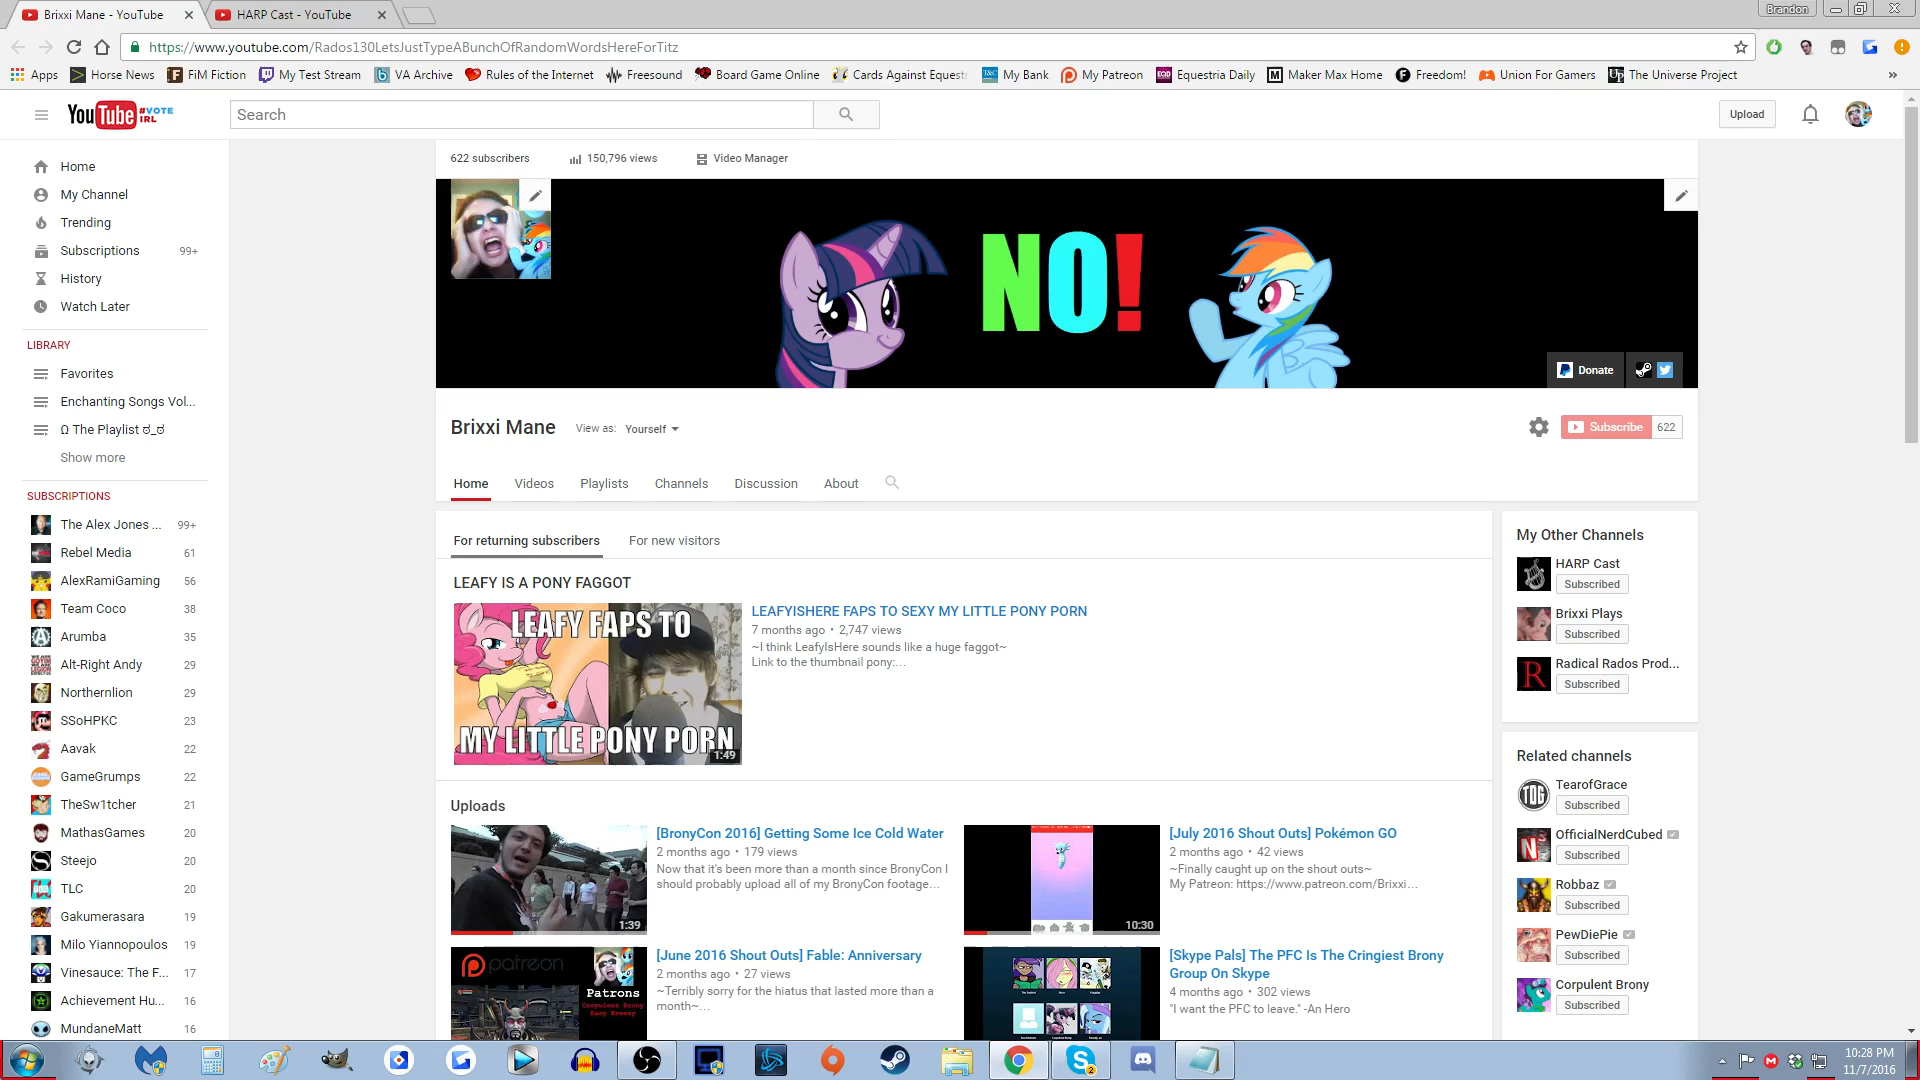 Brixxi Mane - YouTube
HARP Cast - YouTube
Brandon
https://www.youtube.com/Rados130LetsJustTypeABunchOfRandomWordsHereForTitz
Apps Horse News FiM Fiction My Test Stream VA Archive Rules of the Internet Freesound Board Game Online Cards Against Equestr My Bank My Patreon Equestria Daily Maker Max Home Freedom! Union For Gamers The Universe Project
YouTube #VOTE IRL
Search
Upload
Home
My Channel
Trending
Subscriptions 99+
History
Watch Later
LIBRARY
Favorites
Enchanting Songs Vol...
Ω The Playlist ಠ_ಠ
Show more
SUBSCRIPTIONS
The Alex Jones ... 99+
Rebel Media 61
AlexRamiGaming 56
Team Coco 38
Arumba 35
Alt-Right Andy 29
Northernlion 29
SSoHPKC 23
Aavak 22
GameGrumps 22
TheSw1tcher 21
MathasGames 20
Steejo 20
TLC 20
Gakumerasara 19
Milo Yiannopoulos 19
Vinesauce: The F... 17
Achievement Hu... 16
MundaneMatt 16
622 subscribers 150,796 views Video Manager
NO!
Donate
Brixxi Mane View as: Yourself
Subscribe 622
Home Videos Playlists Channels Discussion About
For returning subscribers For new visitors
LEAFY IS A PONY FAGGOT
LEAFY FAPS TO
MY LITTLE PONY PORN
1:49
LEAFYISHERE FAPS TO SEXY MY LITTLE PONY PORN
7 months ago • 2,747 views
~I think LeafyIsHere sounds like a huge faggot~
Link to the thumbnail pony:...
Uploads
1:39
[BronyCon 2016] Getting Some Ice Cold Water
2 months ago • 179 views
Now that it's been more than a month since BronyCon I
should probably upload all of my BronyCon footage...
10:30
[July 2016 Shout Outs] Pokémon GO
2 months ago • 42 views
~Finally caught up on the shout outs~
My Patreon: https://www.patreon.com/Brixxi...
patreon
Patrons
Corpulent Brony
Easy Breezy
[June 2016 Shout Outs] Fable: Anniversary
2 months ago • 27 views
~Terribly sorry for the hiatus that lasted more than a
month~...
[Skype Pals] The PFC Is The Cringiest Brony
Group On Skype
4 months ago • 302 views
"I want the PFC to leave." -An Hero
My Other Channels
HARP Cast
Subscribed
Brixxi Plays
Subscribed
R
Radical Rados Prod...
Subscribed
Related channels
TOG
TearofGrace
Subscribed
OfficialNerdCubed
Subscribed
Robbaz
Subscribed
PewDiePie
Subscribed
Corpulent Brony
Subscribed
2
10:28 PM
11/7/2016